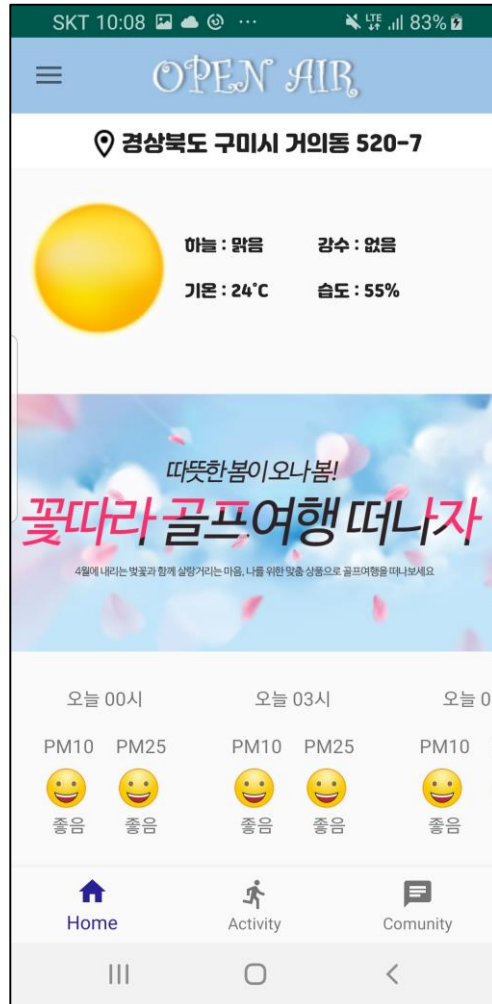 SKT 10:08 ... LTE 83%
OPEN AIR
경상북도 구미시 거의동 520-7
하늘 : 맑음 강수 : 없음
기온 : 24°C 습도 : 55%
따뜻한 봄이 오나봄!
꽃따라 골프여행 떠나자
4월에 내리는 벚꽃과 함께 살랑거리는 마음, 나를 위한 맞춤 상품으로 골프여행을 떠나보세요
오늘 00시 오늘 03시 오늘 0
PM10 PM25 PM10 PM25 PM10
좋음 좋음 좋음 좋음 좋음
Home Activity Comunity